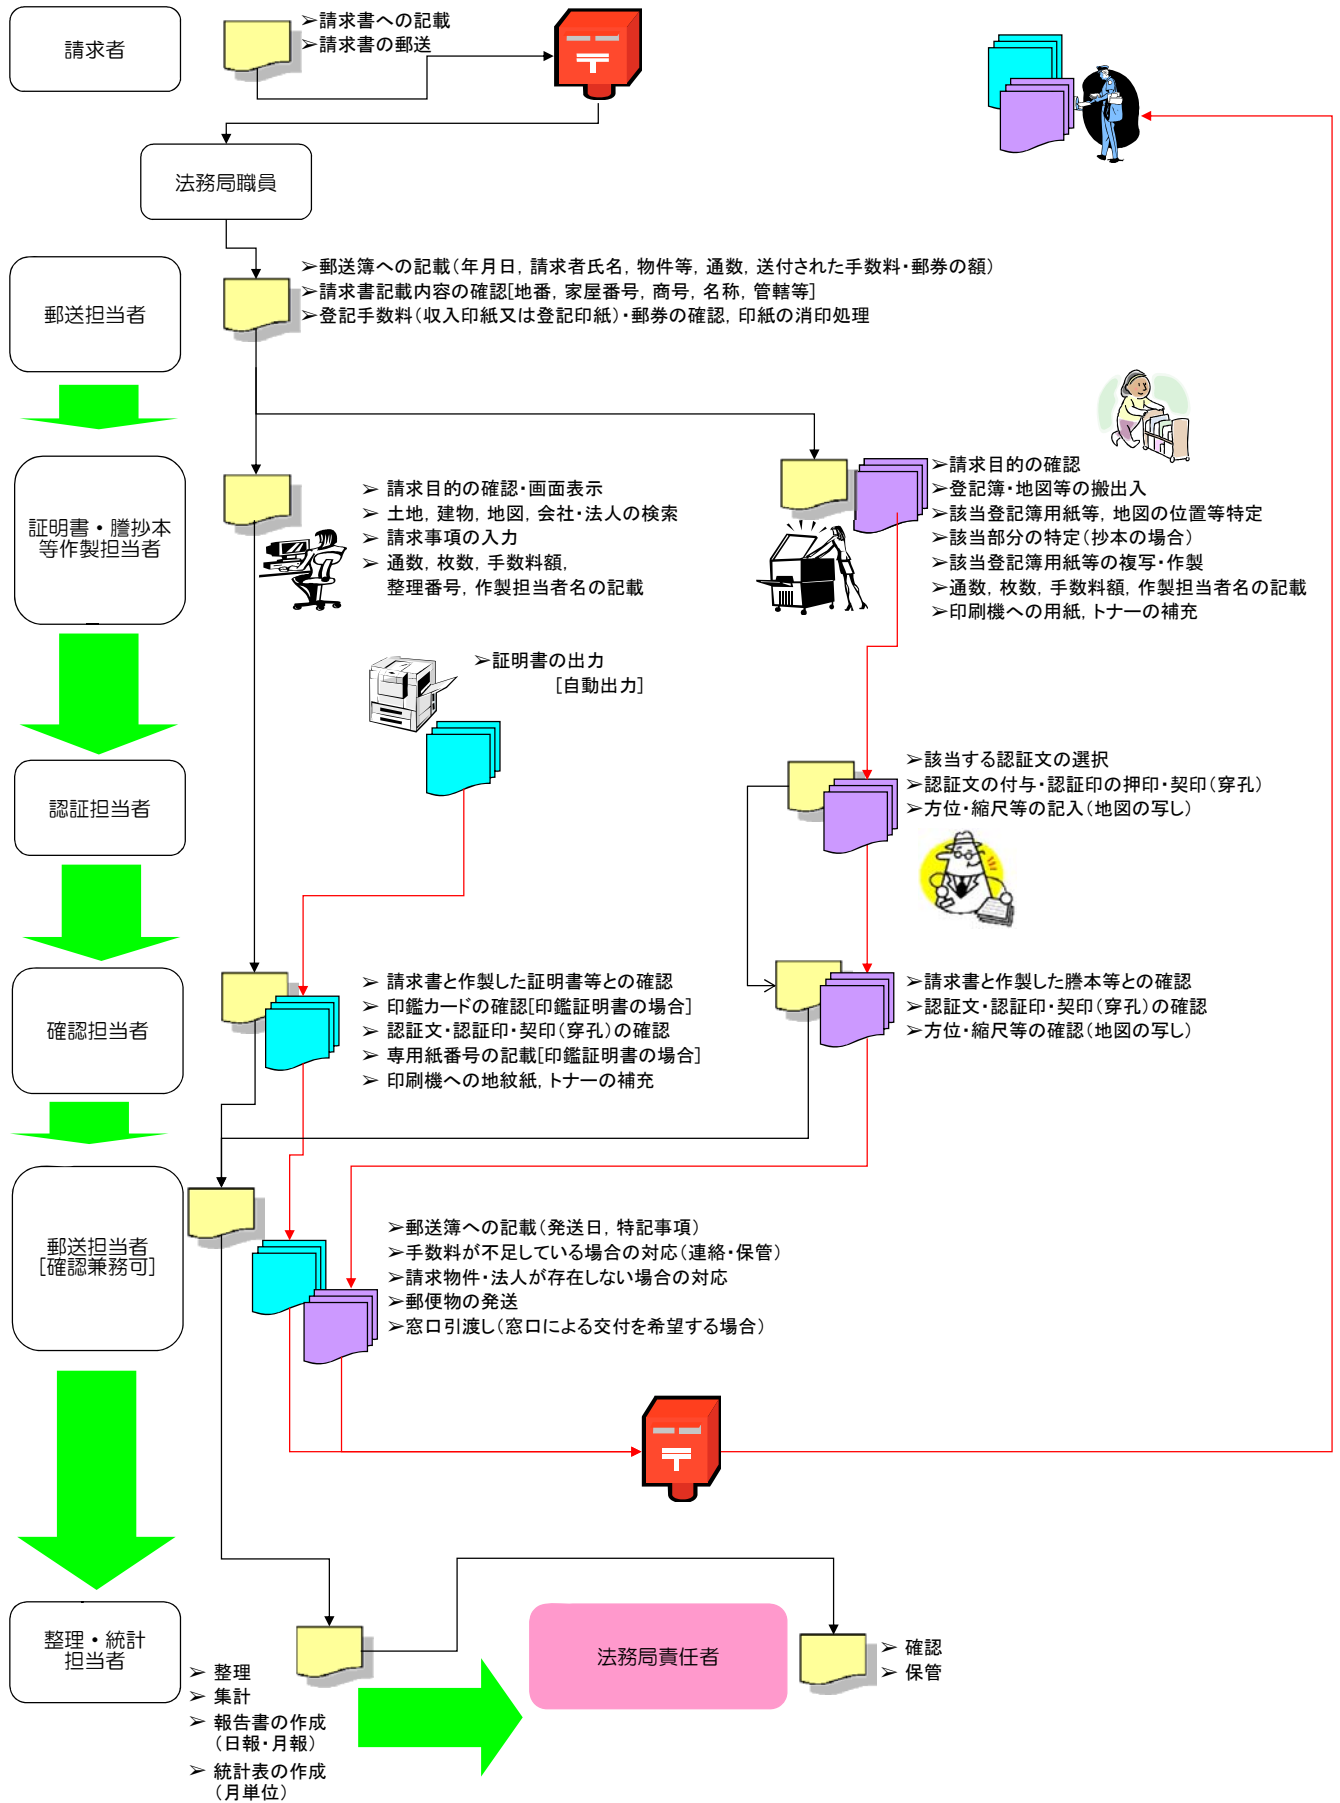 請求者
➢請求書への記載
➢請求書の郵送
法務局職員
郵送担当者
➢郵送簿への記載（年月日，請求者氏名，物件等，通数，送付された手数料・郵券の額）
➢請求書記載内容の確認［地番，家屋番号，商号，名称，管轄等］
➢登記手数料（収入印紙又は登記印紙）・郵券の確認，印紙の消印処理
証明書・謄抄本
等作製担当者
➢ 請求目的の確認・画面表示
➢ 土地，建物，地図，会社・法人の検索
➢ 請求事項の入力
➢ 通数，枚数，手数料額，
整理番号，作製担当者名の記載
➢請求目的の確認
➢登記簿・地図等の搬出入
➢該当登記簿用紙等，地図の位置等特定
➢該当部分の特定（抄本の場合）
➢該当登記簿用紙等の複写・作製
➢通数，枚数，手数料額，作製担当者名の記載
➢印刷機への用紙，トナーの補充
➢証明書の出力
［自動出力］
認証担当者
➢該当する認証文の選択
➢認証文の付与・認証印の押印・契印（穿孔）
➢方位・縮尺等の記入（地図の写し）
確認担当者
➢ 請求書と作製した証明書等との確認
➢ 印鑑カードの確認［印鑑証明書の場合］
➢ 認証文・認証印・契印（穿孔）の確認
➢ 専用紙番号の記載［印鑑証明書の場合］
➢ 印刷機への地紋紙，トナーの補充
➢請求書と作製した謄本等との確認
➢認証文・認証印・契印（穿孔）の確認
➢方位・縮尺等の確認（地図の写し）
郵送担当者
［確認兼務可］
➢郵送簿への記載（発送日，特記事項）
➢手数料が不足している場合の対応（連絡・保管）
➢請求物件・法人が存在しない場合の対応
➢郵便物の発送
➢窓口引渡し（窓口による交付を希望する場合）
整理・統計
担当者
➢ 整理
➢ 集計
➢ 報告書の作成
（日報・月報）
➢ 統計表の作成
（月単位）
法務局責任者
➢ 確認
➢ 保管